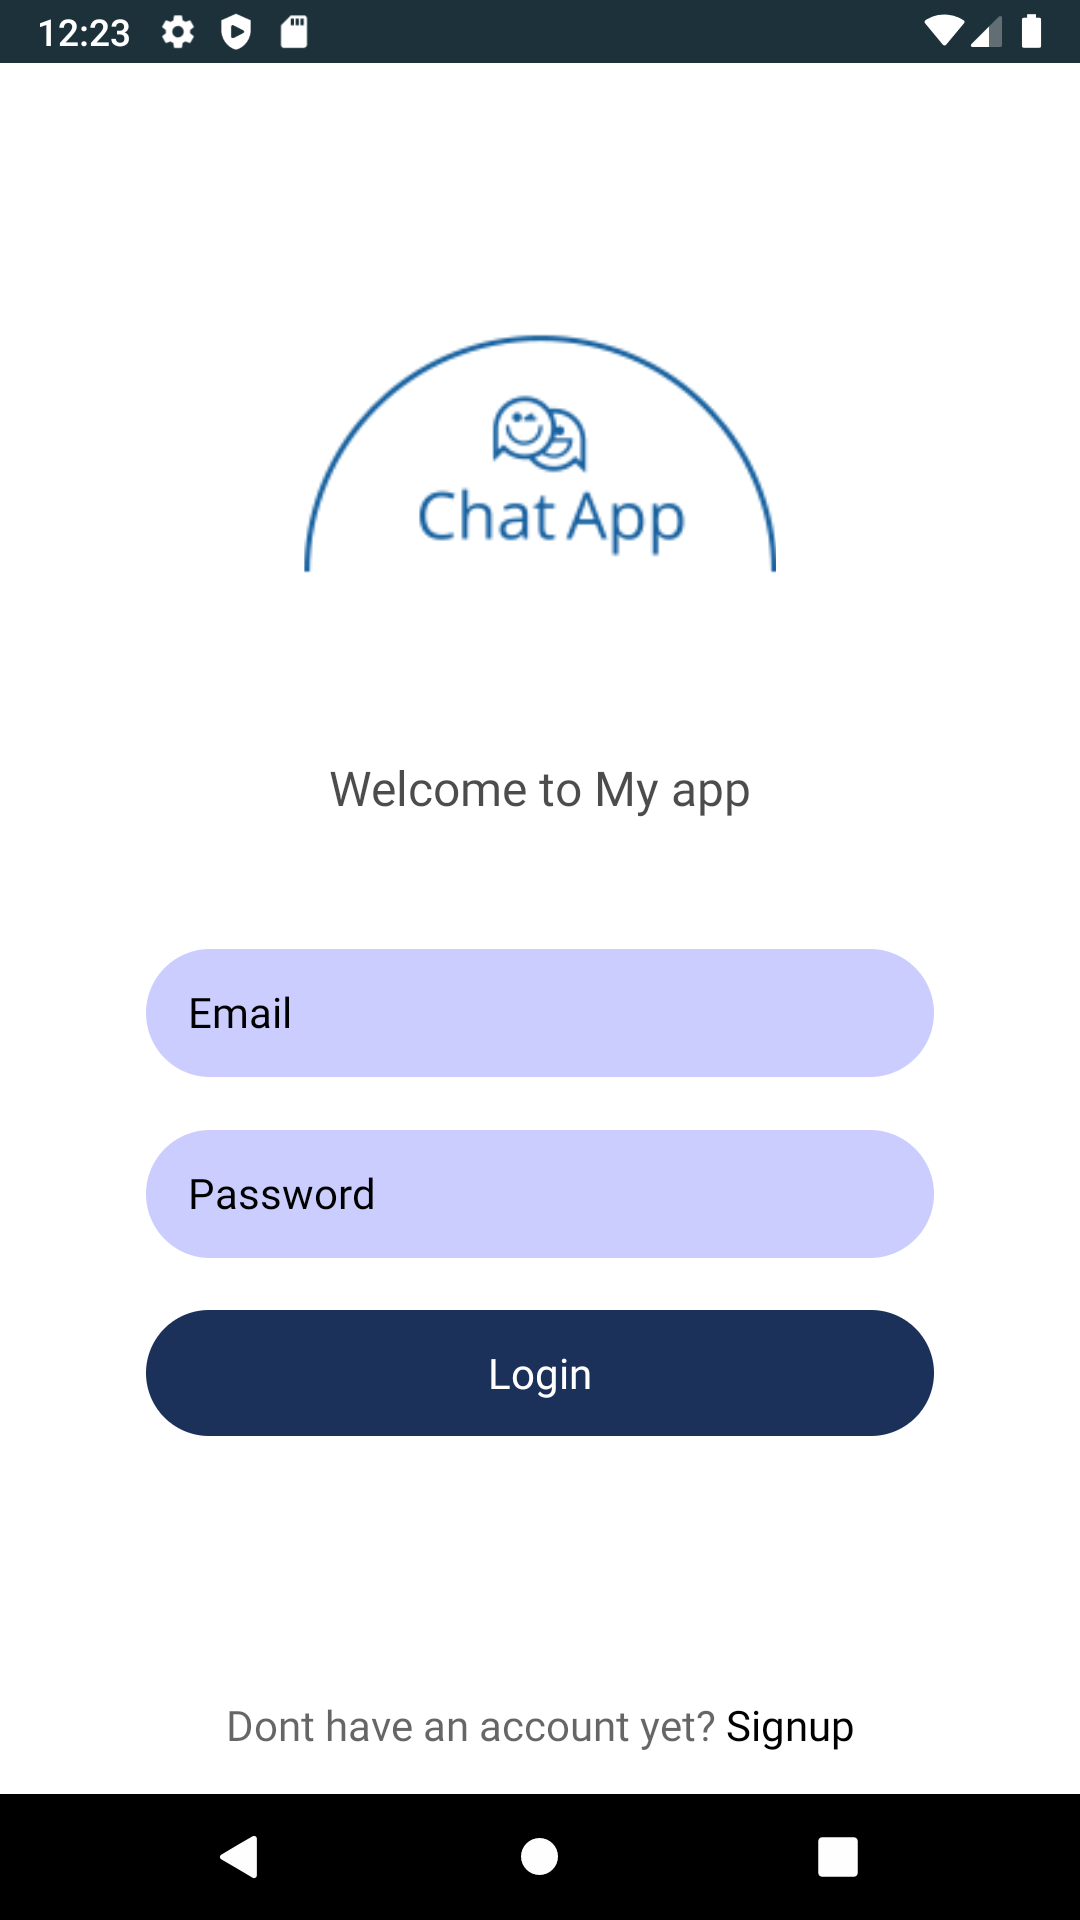 12:23
Chat App
Welcome to My app
Email
Password
Login
Dont have an account yet? Signup